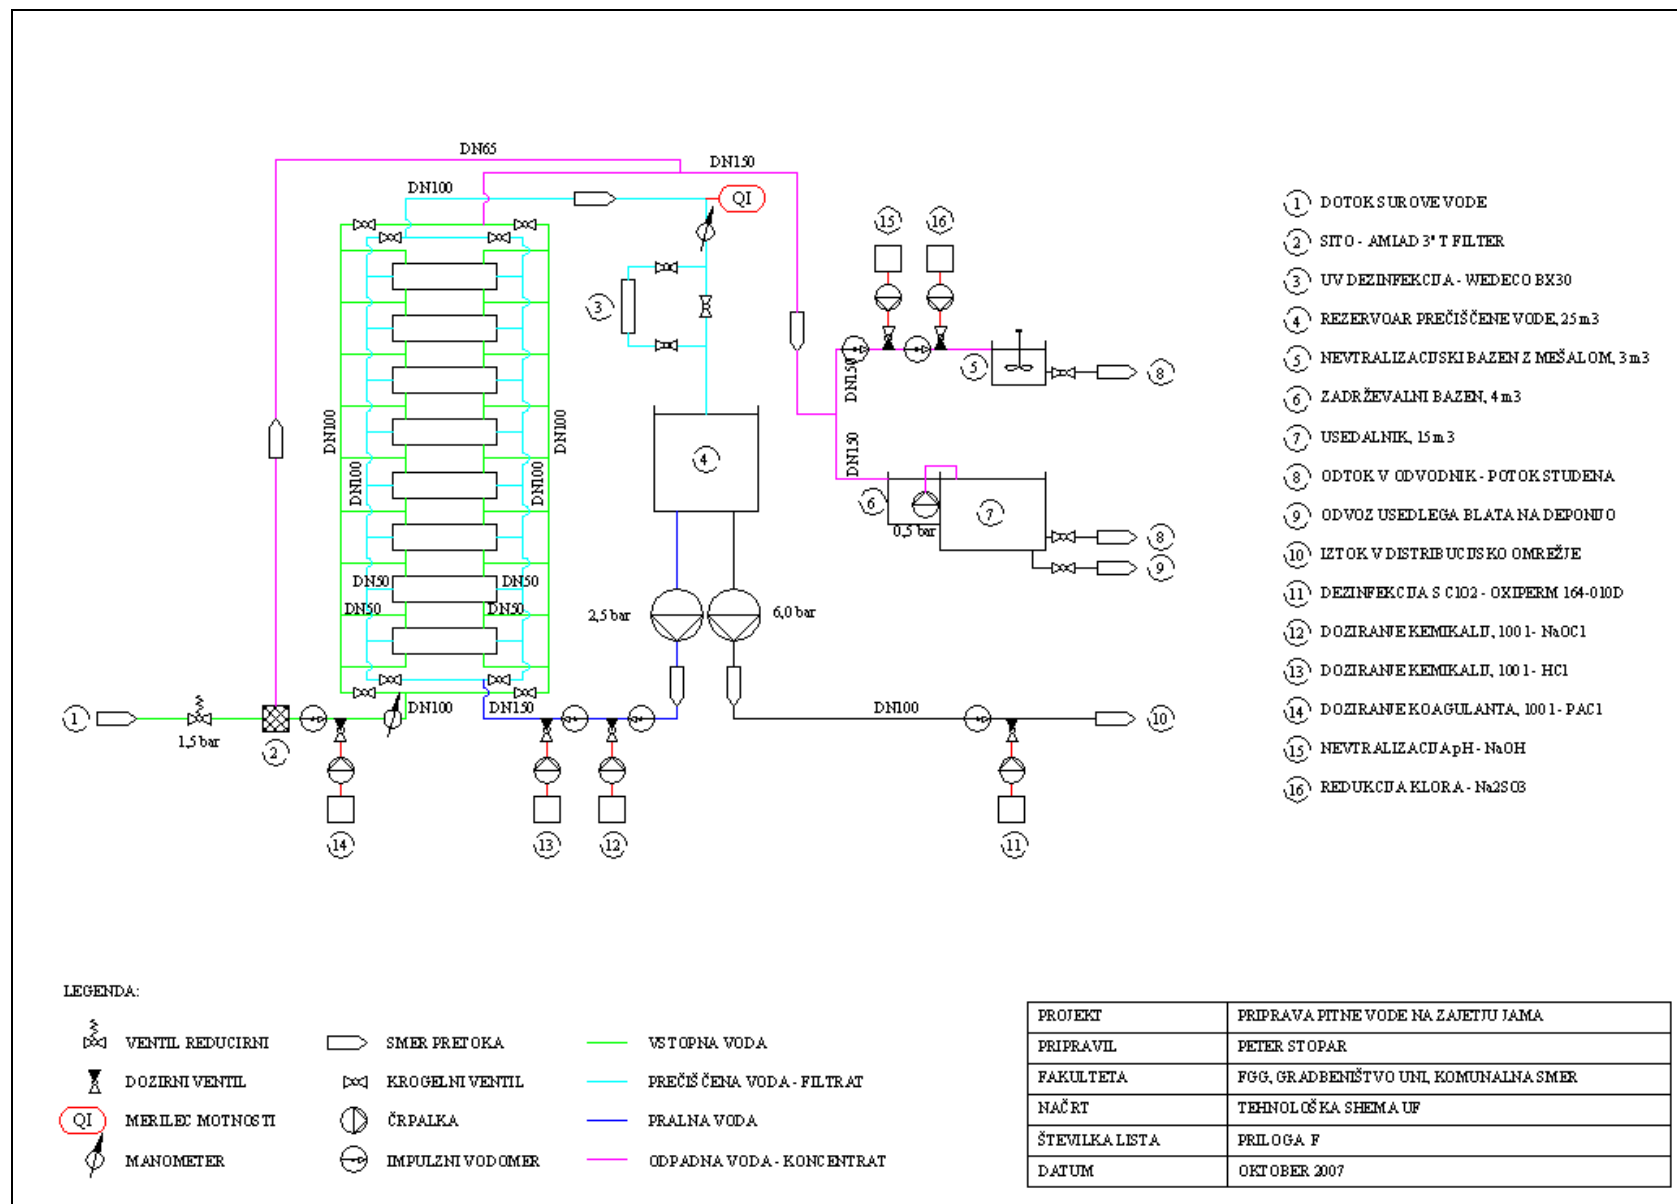 DN65
DN150
DN100
QI
15
16
1 DOTOK SUROVE VODE
2 SITO - AMIAD 3" T FILTER
3 UV DEZINFEKCIJA - WEDECO BX30
4 REZERVOAR PREČIŠČENE VODE, 25 m3
5 NEVTRALIZACIJSKI BAZEN Z MEŠALOM, 3 m3
6 ZADRŽEVALNI BAZEN, 4 m3
7 USEDALNIK, 15 m3
8 ODTOK V ODVODNIK - POTOK STUDENA
9 ODVOZ USEDLEGA BLATA NA DEPONIJO
10 IZTOK V DISTRIBUCIJSKO OMREŽJE
11 DEZINFEKCIJA S ClO2 - OXIPERM 164-010D
12 DOZIRANJE KEMIKALIJ, 100 l - NaOCl
13 DOZIRANJE KEMIKALIJ, 100 l - HCl
14 DOZIRANJE KOAGULANTA, 100 l - PACl
15 NEVTRALIZACIJA pH - NaOH
16 REDUKCIJA KLORA - Na2SO3
3
5
8
DN150
DN150
DN100
DN100
DN100
DN100
4
6
7
0,5 bar
8
9
DN50
DN50
DN50
DN50
2,5 bar
6,0 bar
1
1,5 bar
2
DN100
DN150
DN100
10
14
13
12
11
LEGENDA:
VENTIL REDUCIRNI
SMER PRETOKA
VSTOPNA VODA
DOZIRNI VENTIL
KROGELNI VENTIL
PREČIŠČENA VODA - FILTRAT
QI MERILEC MOTNOSTI
ČRPALKA
PRALNA VODA
MANOMETER
IMPULZNI VODOMER
ODPADNA VODA - KONCENTRAT
PROJEKT PRIPRAVA PITNE VODE NA ZAJETJU JAMA
PRIPRAVIL PETER STOPAR
FAKULTETA FGG, GRADBENIŠTVO UNI, KOMUNALNA SMER
NAČRT TEHNOLOŠKA SHEMA UF
ŠTEVILKA LISTA PRILOGA F
DATUM OKTOBER 2007